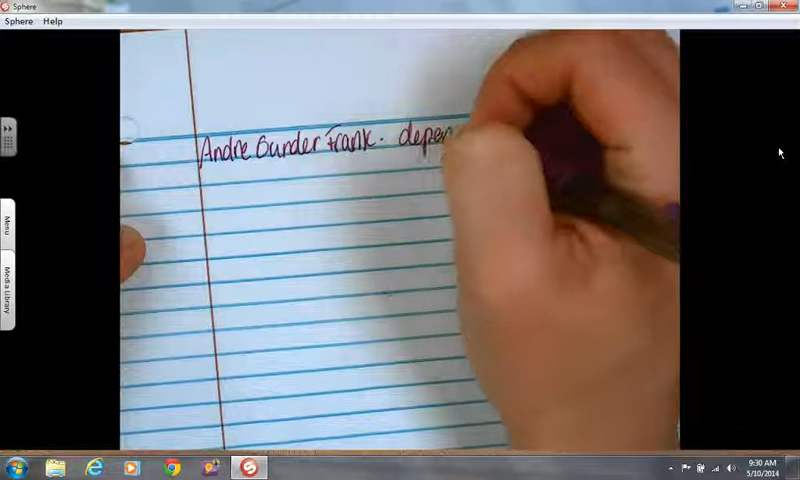 Sphere
Sphere Help
Andre Gunder Frank. depen
Menu
Media Library
9:30 AM
5/10/2014